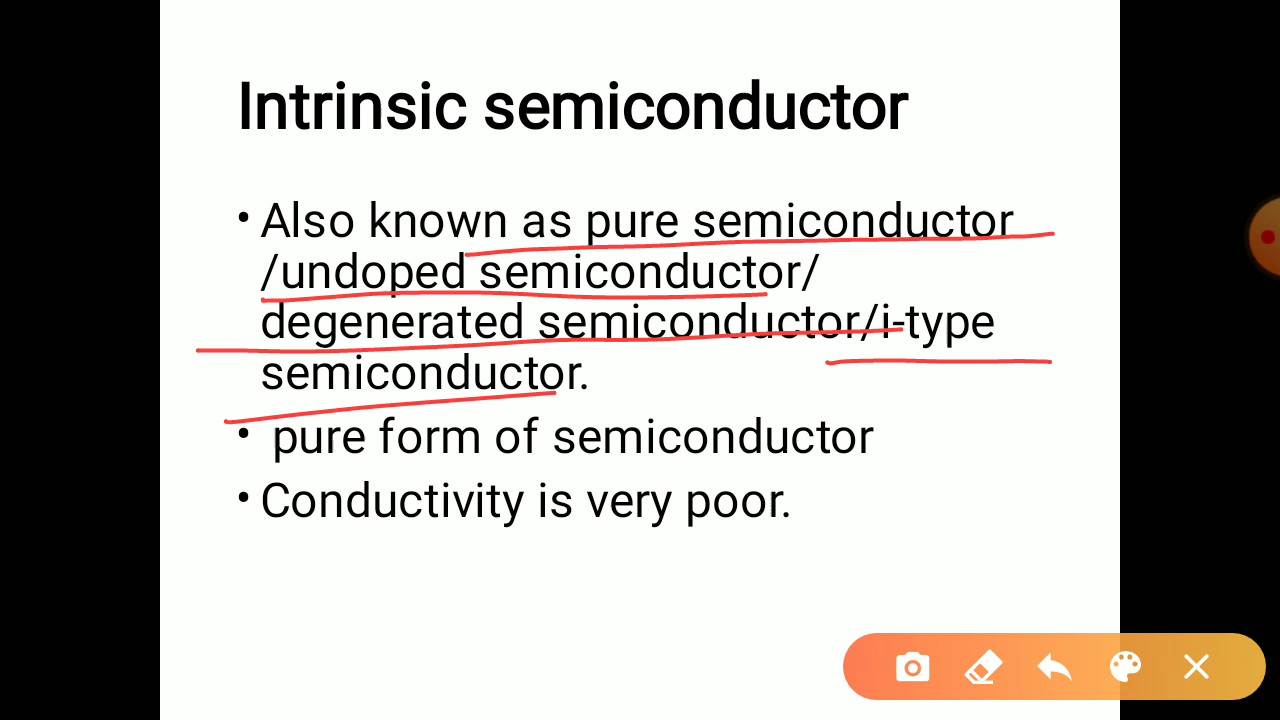 Intrinsic semiconductor
• Also known as pure semiconductor
/undoped semiconductor/
degenerated semiconductor/i-type
semiconductor.
• pure form of semiconductor
• Conductivity is very poor.